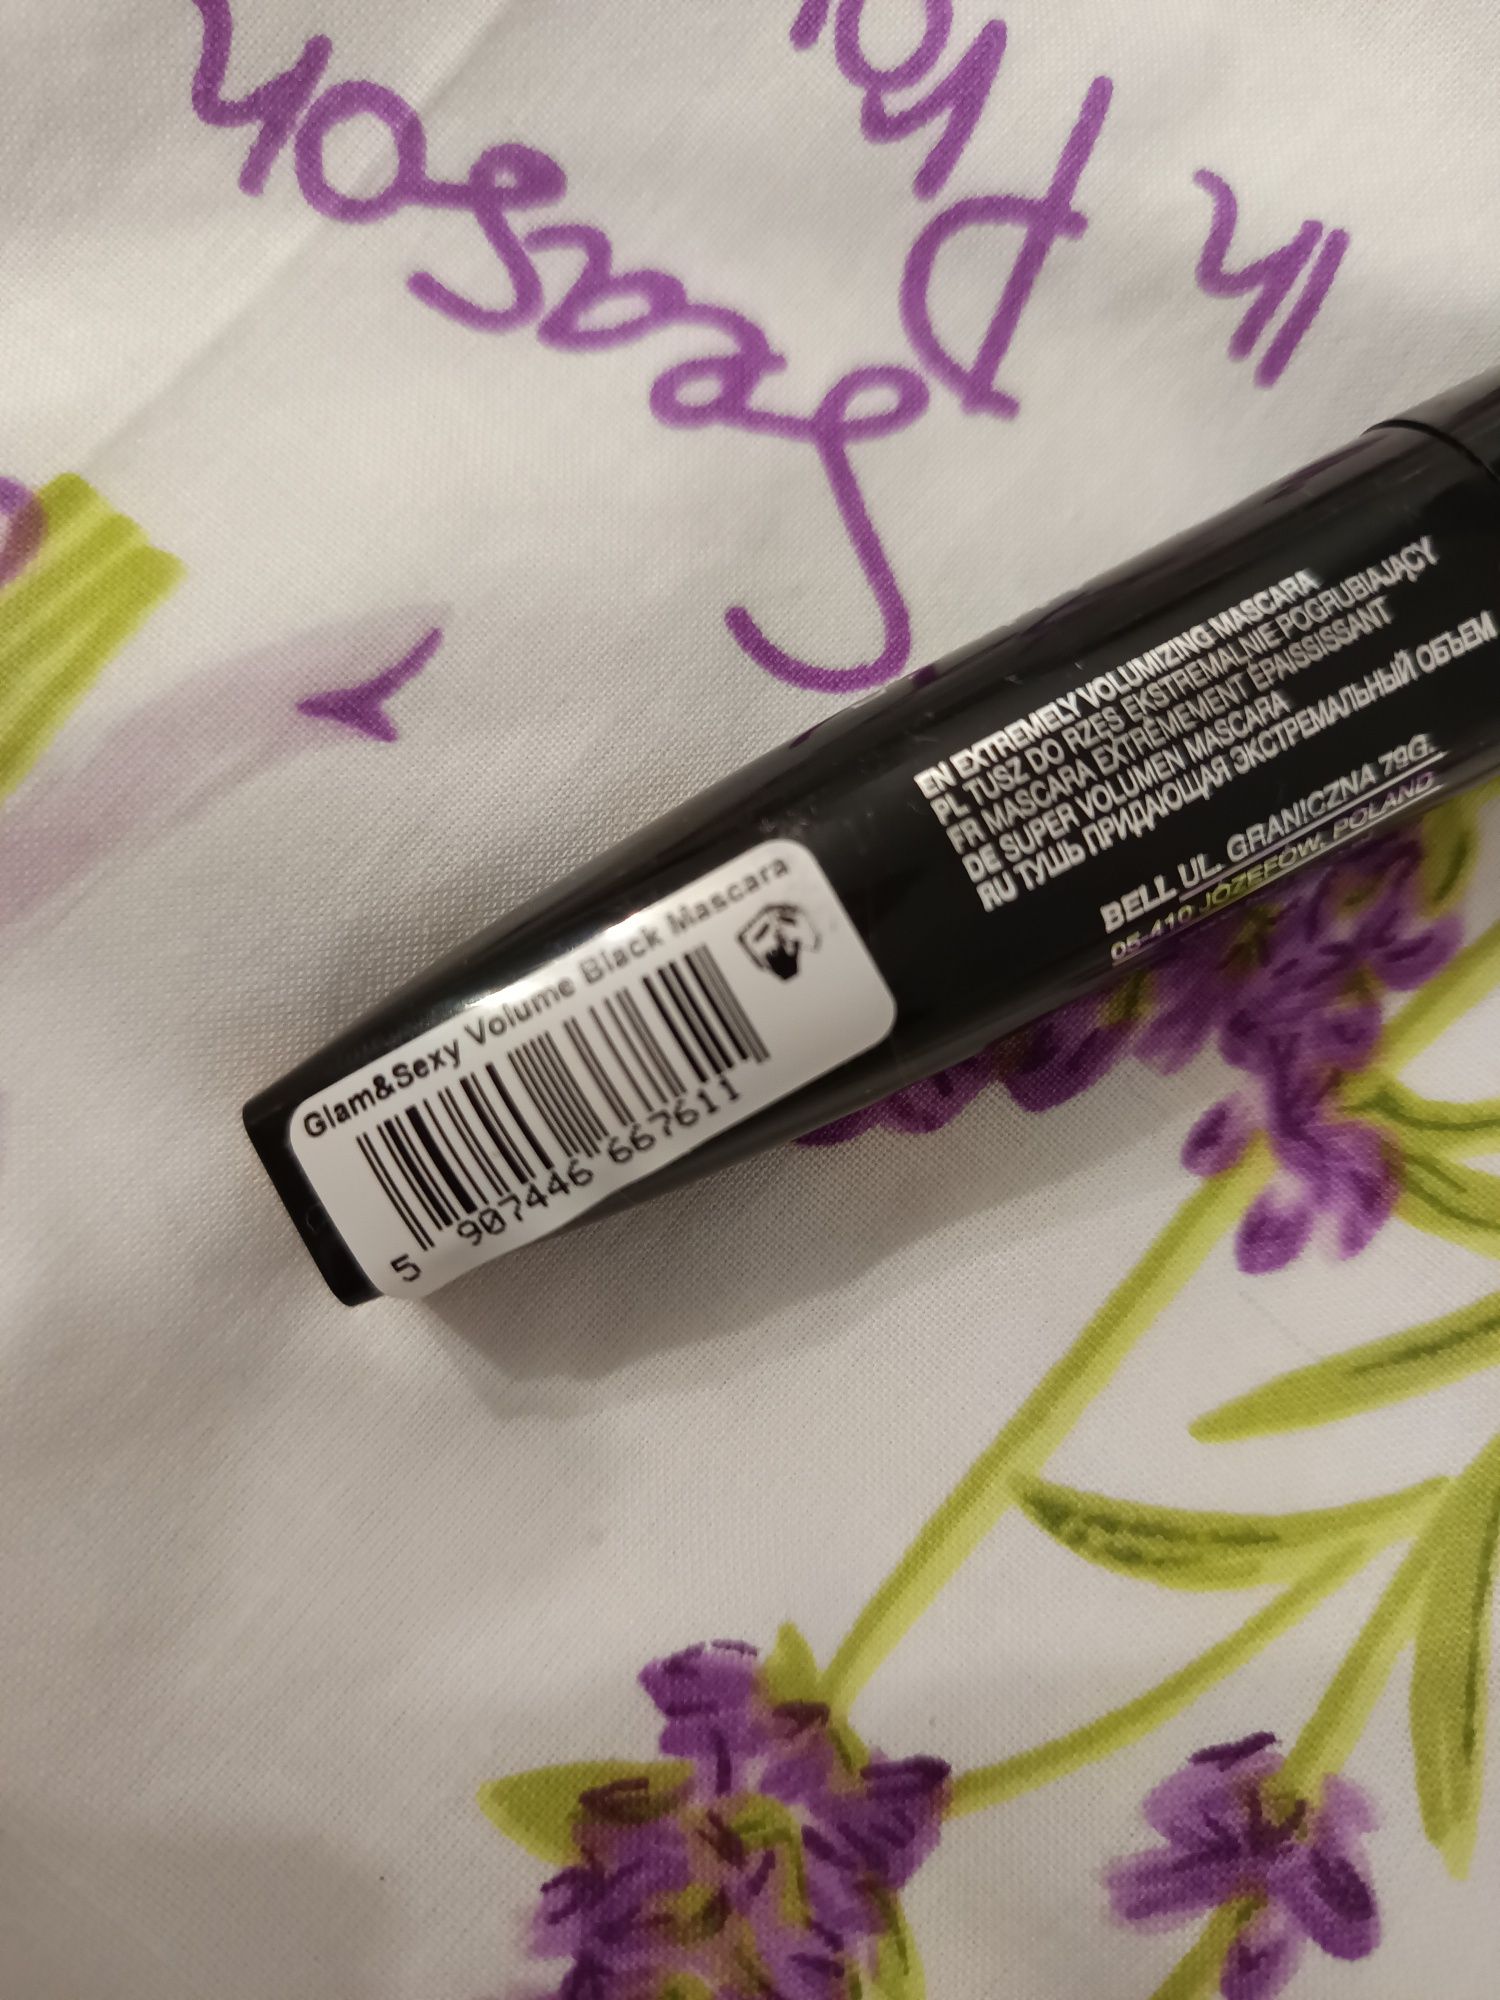 EN EXTREMELY VOLUMIZING MASCARA
PL TUSZ DO RZĘS EKSTREMALNIE POGRUBIAJĄCY
FR MASCARA EXTRÊMEMENT ÉPAISSISSANT
DE SUPER VOLUMEN MASCARA
RU ТУШЬ ПРИДАЮЩАЯ ЭКСТРЕМАЛЬНЫЙ ОБЪЕМ
BELL UL. GRANICZNA 79G.
05-410 JÓZEFÓW, POLAND
Glam&Sexy Volume Black Mascara
5 907446 667611